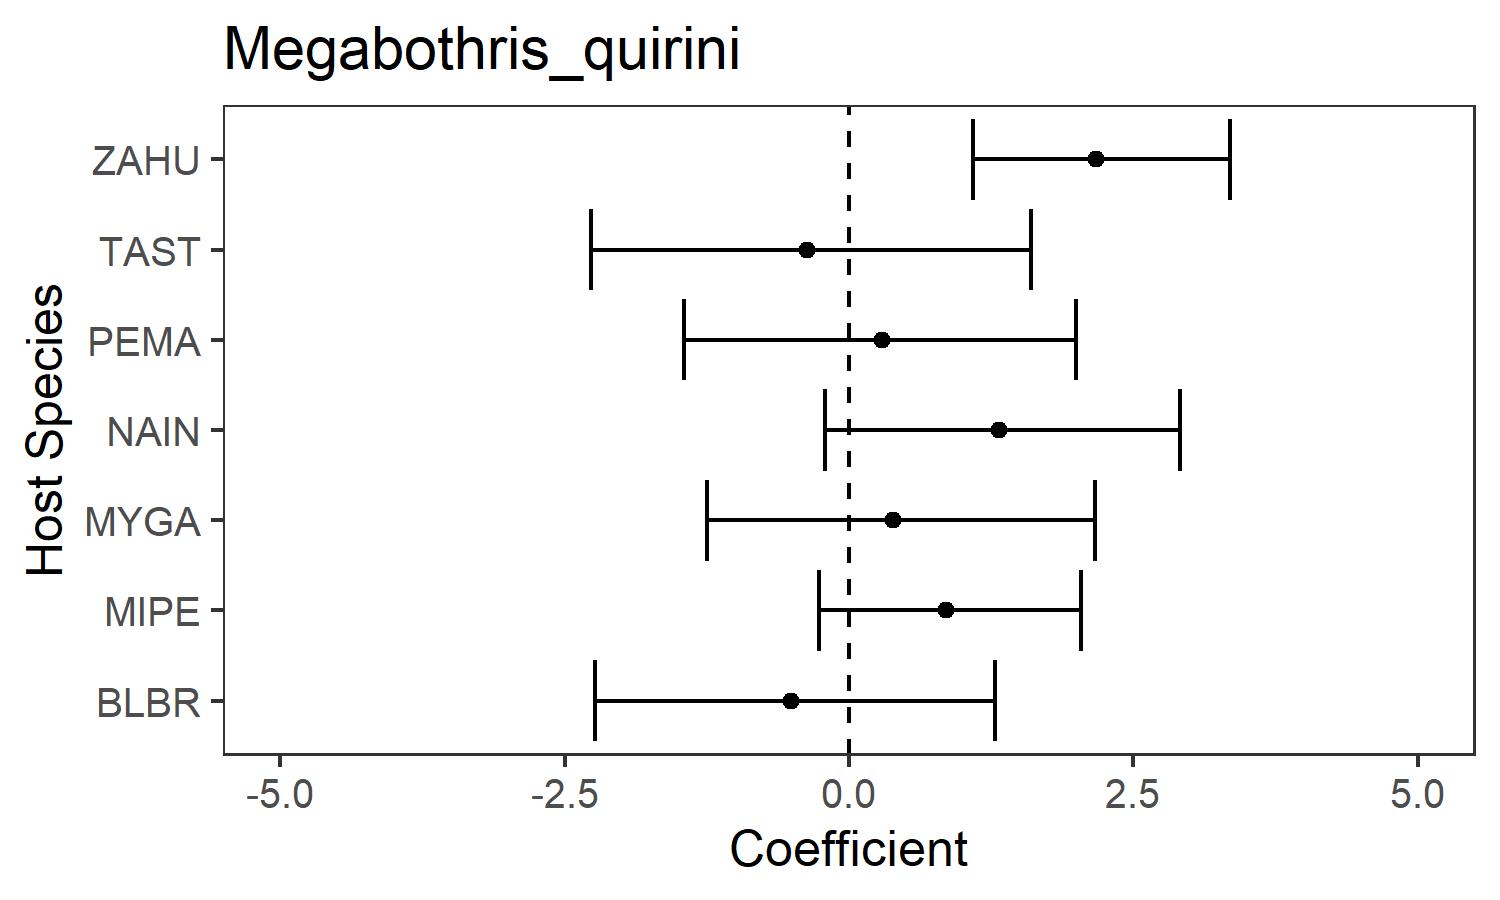 Megabothris_quirini
Host Species
ZAHU
TAST
PEMA
NAIN
MYGA
MIPE
BLBR
-5.0 -2.5 0.0 2.5 5.0
Coefficient